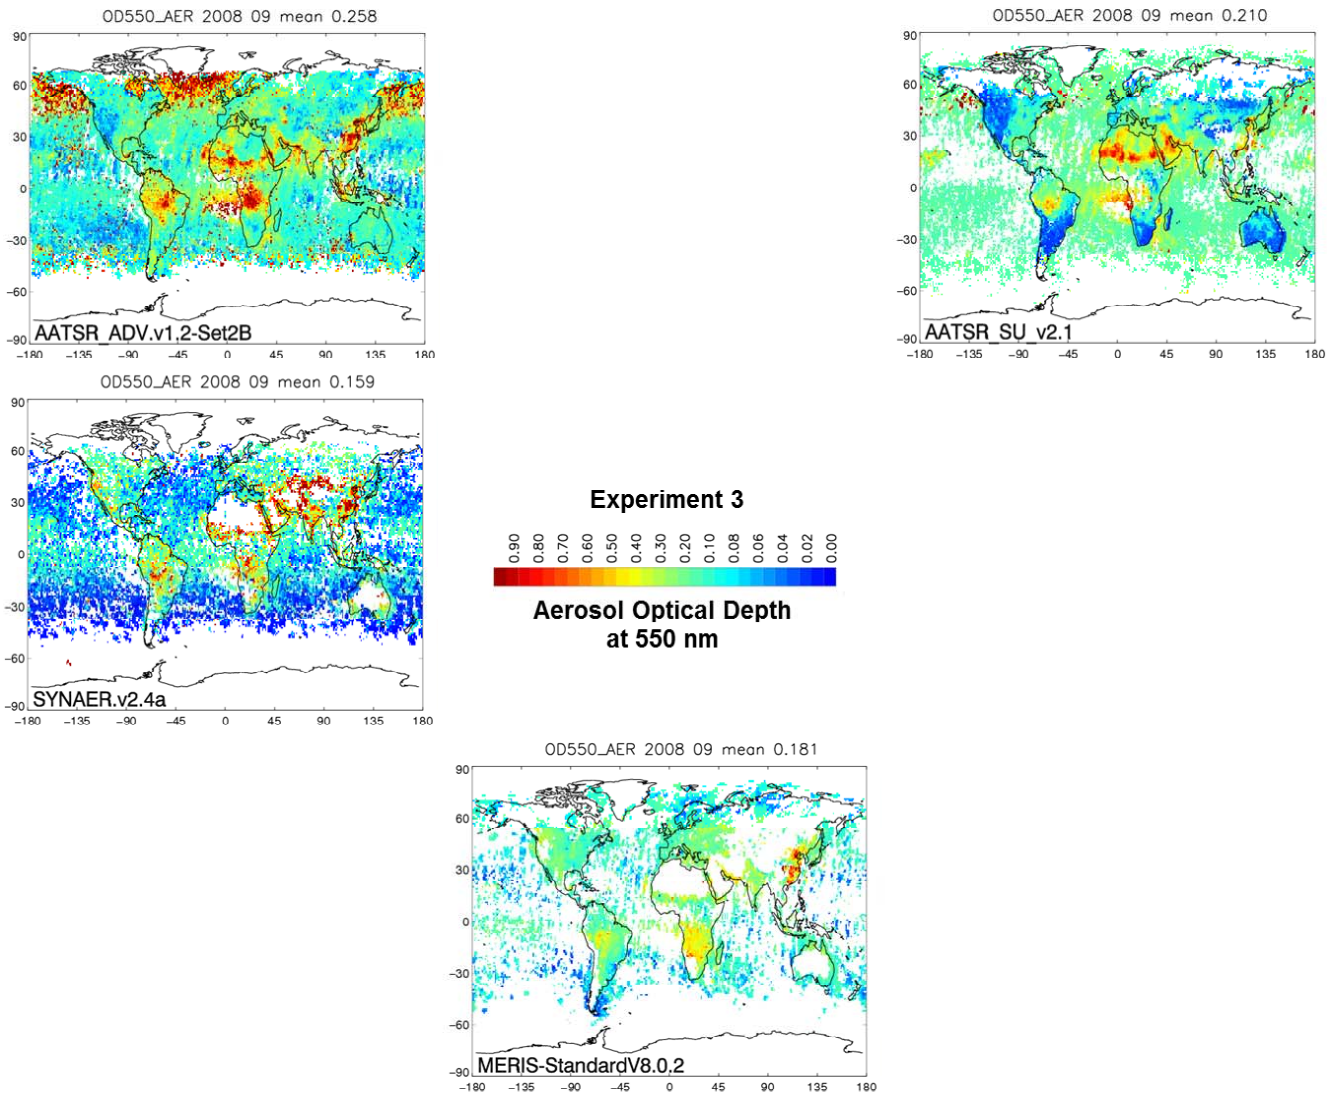 OD550_AER 2008 09 mean 0.258
90
60
30
0
−30
−60
−90
AATSR_ADV.v1.2-Set2B
−180 −135 −90 −45 0 45 90 135 180
OD550_AER 2008 09 mean 0.210
90
60
30
0
−30
−60
−90
AATSR_SU_v2.1
−180 −135 −90 −45 0 45 90 135 180
OD550_AER 2008 09 mean 0.159
90
60
30
0
−30
−60
−90
SYNAER.v2.4a
−180 −135 −90 −45 0 45 90 135 180
Experiment 3
0.90 0.80 0.70 0.60 0.50 0.40 0.30 0.20 0.10 0.08 0.06 0.04 0.02 0.00
Aerosol Optical Depth
at 550 nm
OD550_AER 2008 09 mean 0.181
90
60
30
0
−30
−60
−90
MERIS-StandardV8.0.2
−180 −135 −90 −45 0 45 90 135 180